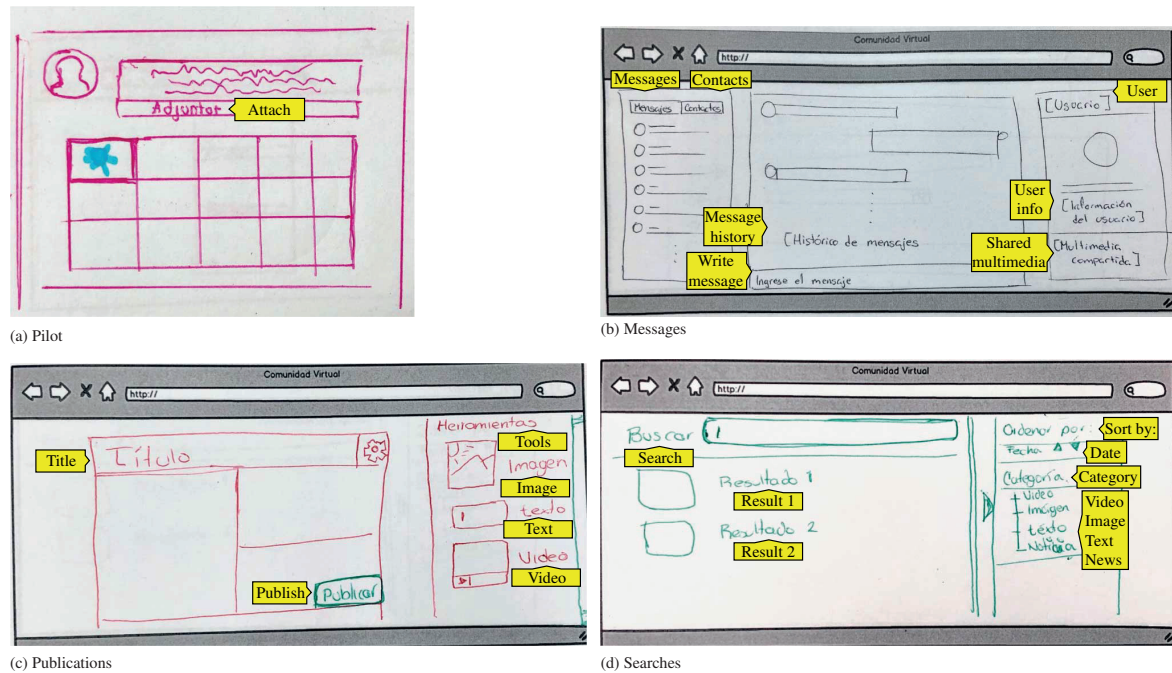 Adjuntar
Attach
(a) Pilot
Comunidad Virtual
http://
Messages
Contacts
User
Mensajes
Contactos
[Usuario]
User info
[Información del usuario]
Message history
[Histórico de mensajes
Shared multimedia
[Multimedia compartida]
Write message
Ingrese el mensaje
(b) Messages
Comunidad Virtual
http://
Herramientas
Tools
Title
Título
Imagen
Image
texto
Text
Video
Video
Publish
Publicar
(c) Publications
Comunidad Virtual
http://
Buscar
Search
Ordenar por:
Sort by:
Fecha
Date
Resultado 1
Result 1
Categoría
Category
Video
Video
Imágen
Image
téxto
Text
Noticia
News
Resultado 2
Result 2
(d) Searches